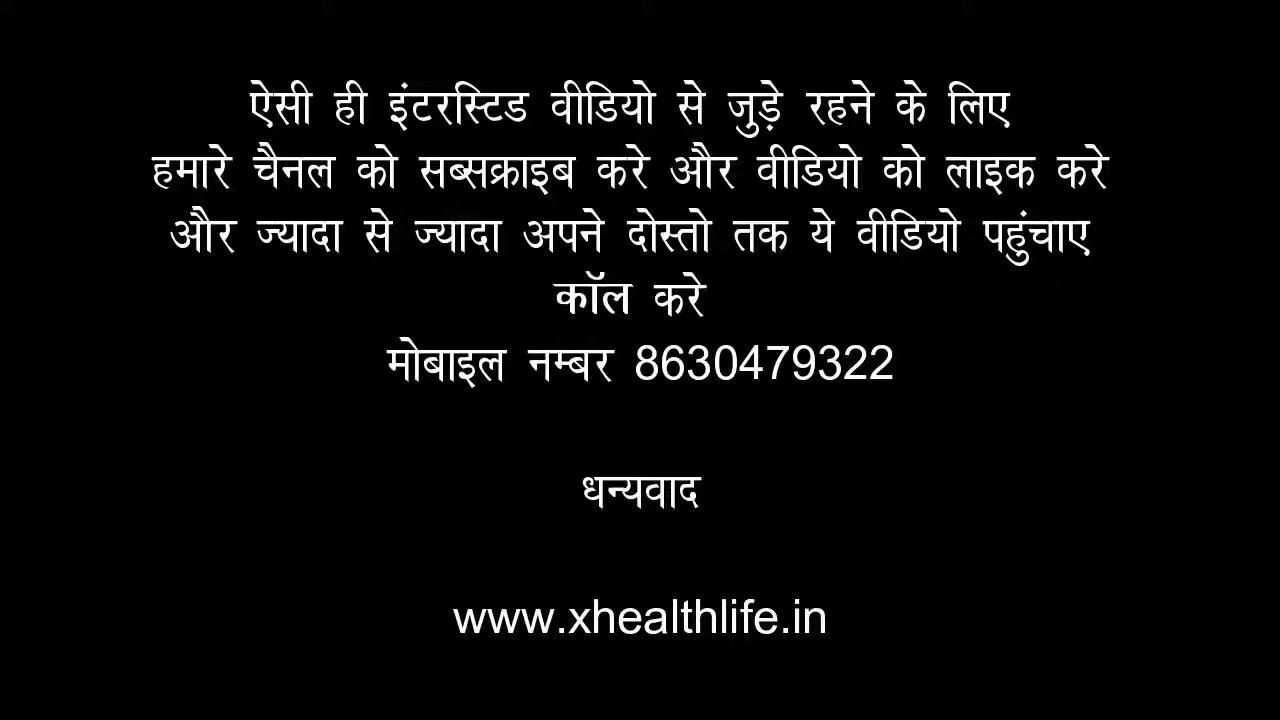 ऐसी ही इंटरस्टिड वीडियो से जुड़े रहने के लिए
हमारे चैनल को सब्सक्राइब करे और वीडियो को लाइक करे
और ज्यादा से ज्यादा अपने दोस्तो तक ये वीडियो पहुंचाए
कॉल करे
मोबाइल नम्बर 8630479322
धन्यवाद
www.xhealthlife.in